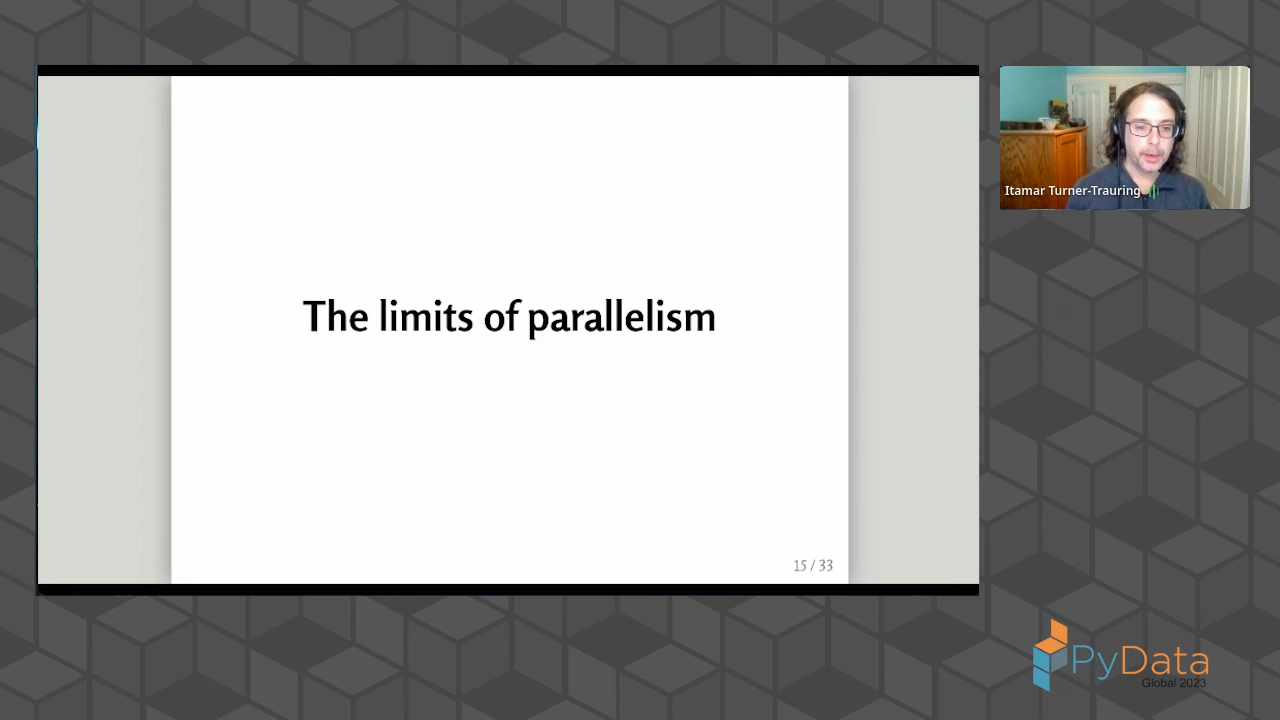 The limits of parallelism
15 / 33
Itamar Turner-Trauring
PyData
Global 2023